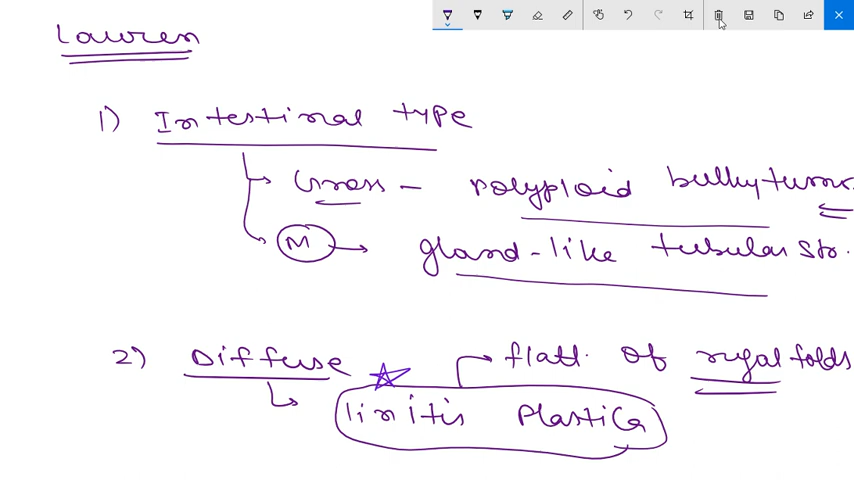 Lauren
1) Intestinal type
Gross - polyploid bulky tumor
M → gland-like tubular str.
2) Diffuse flatt. of rugal folds
linitis plastica